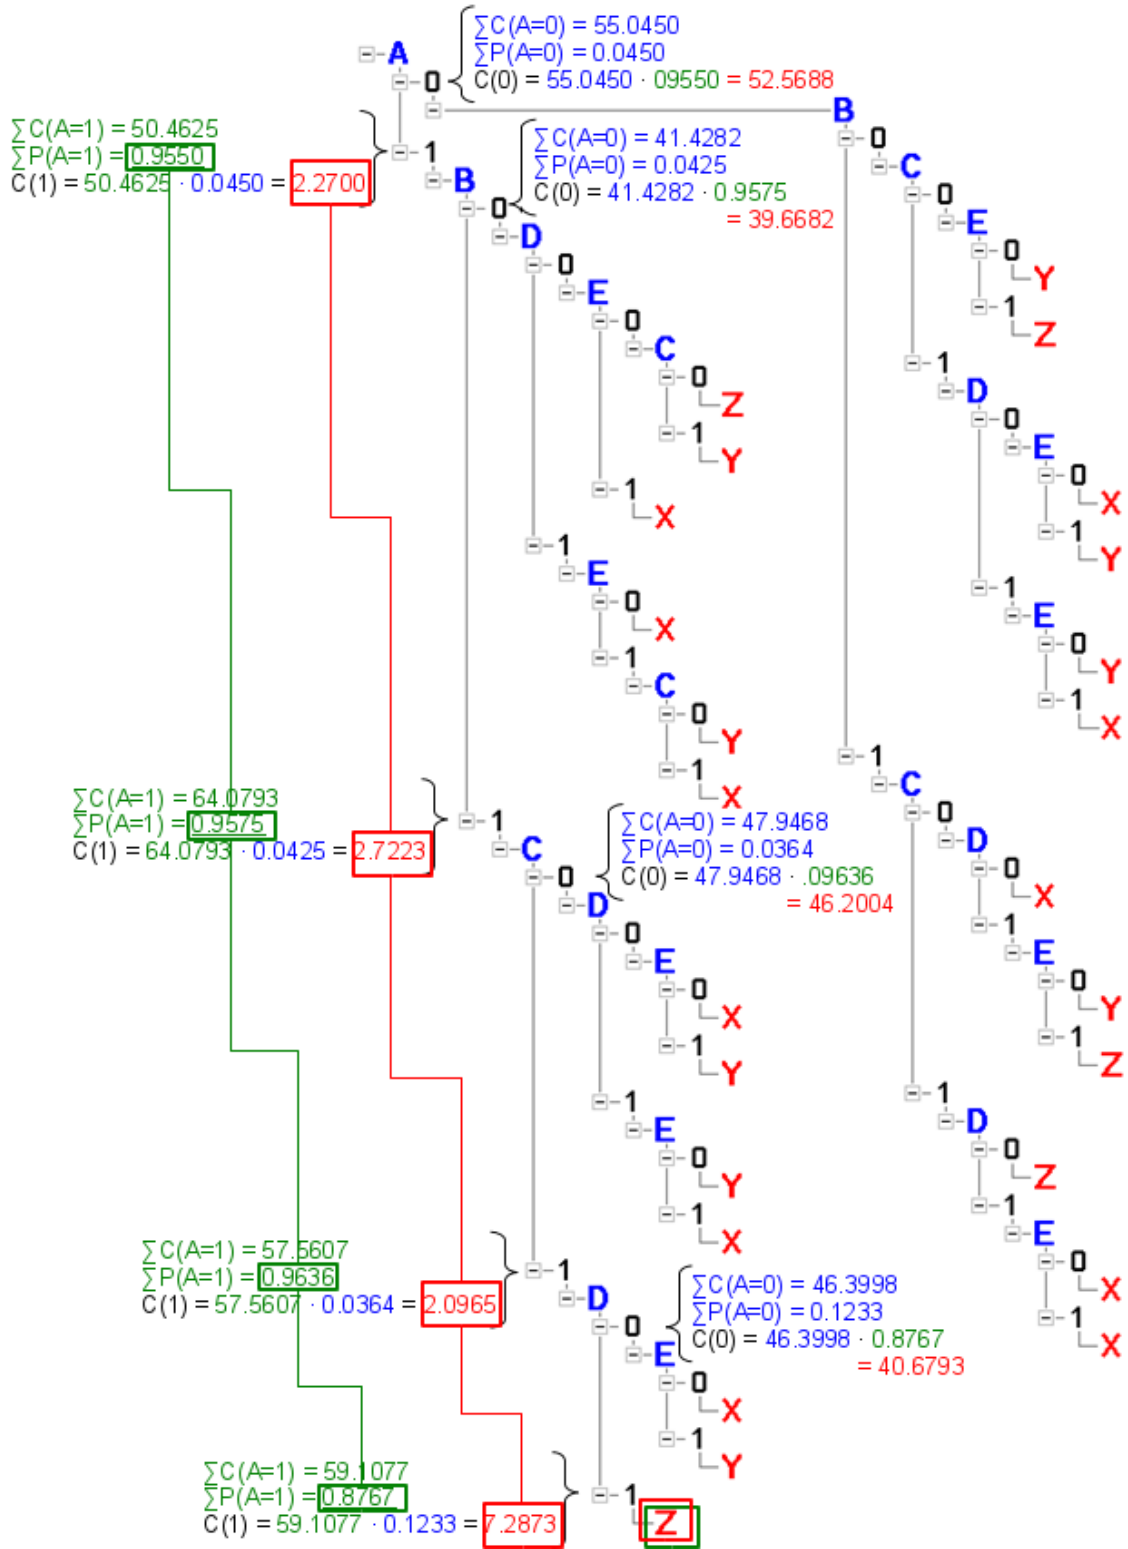 ∑C(A=0) = 55.0450
∑P(A=0) = 0.0450
C(0) = 55.0450 · 09550 = 52.5688
A
0
∑C(A=1) = 50.4625
∑P(A=1) = 0.9550
C(1) = 50.4625 · 0.0450 = 2.2700
1
B
∑C(A=0) = 41.4282
∑P(A=0) = 0.0425
C(0) = 41.4282 · 0.9575
= 39.6682
0
D
0
E
0
C
0
Z
1
Y
1
X
1
E
0
X
1
C
0
Y
1
X
∑C(A=1) = 64.0793
∑P(A=1) = 0.9575
C(1) = 64.0793 · 0.0425 = 2.7223
1
C
∑C(A=0) = 47.9468
∑P(A=0) = 0.0364
C(0) = 47.9468 · .09636
= 46.2004
0
D
0
E
0
X
1
Y
1
E
0
Y
1
X
∑C(A=1) = 57.5607
∑P(A=1) = 0.9636
C(1) = 57.5607 · 0.0364 = 2.0965
1
D
∑C(A=0) = 46.3998
∑P(A=0) = 0.1233
C(0) = 46.3998 · 0.8767
= 40.6793
0
E
0
X
1
Y
∑C(A=1) = 59.1077
∑P(A=1) = 0.8767
C(1) = 59.1077 · 0.1233 = 7.2873
1
Z
B
0
C
0
E
0
Y
1
Z
1
D
0
E
0
X
1
Y
1
E
0
Y
1
X
1
C
0
D
0
X
1
E
0
Y
1
Z
1
D
0
Z
1
E
0
X
1
X